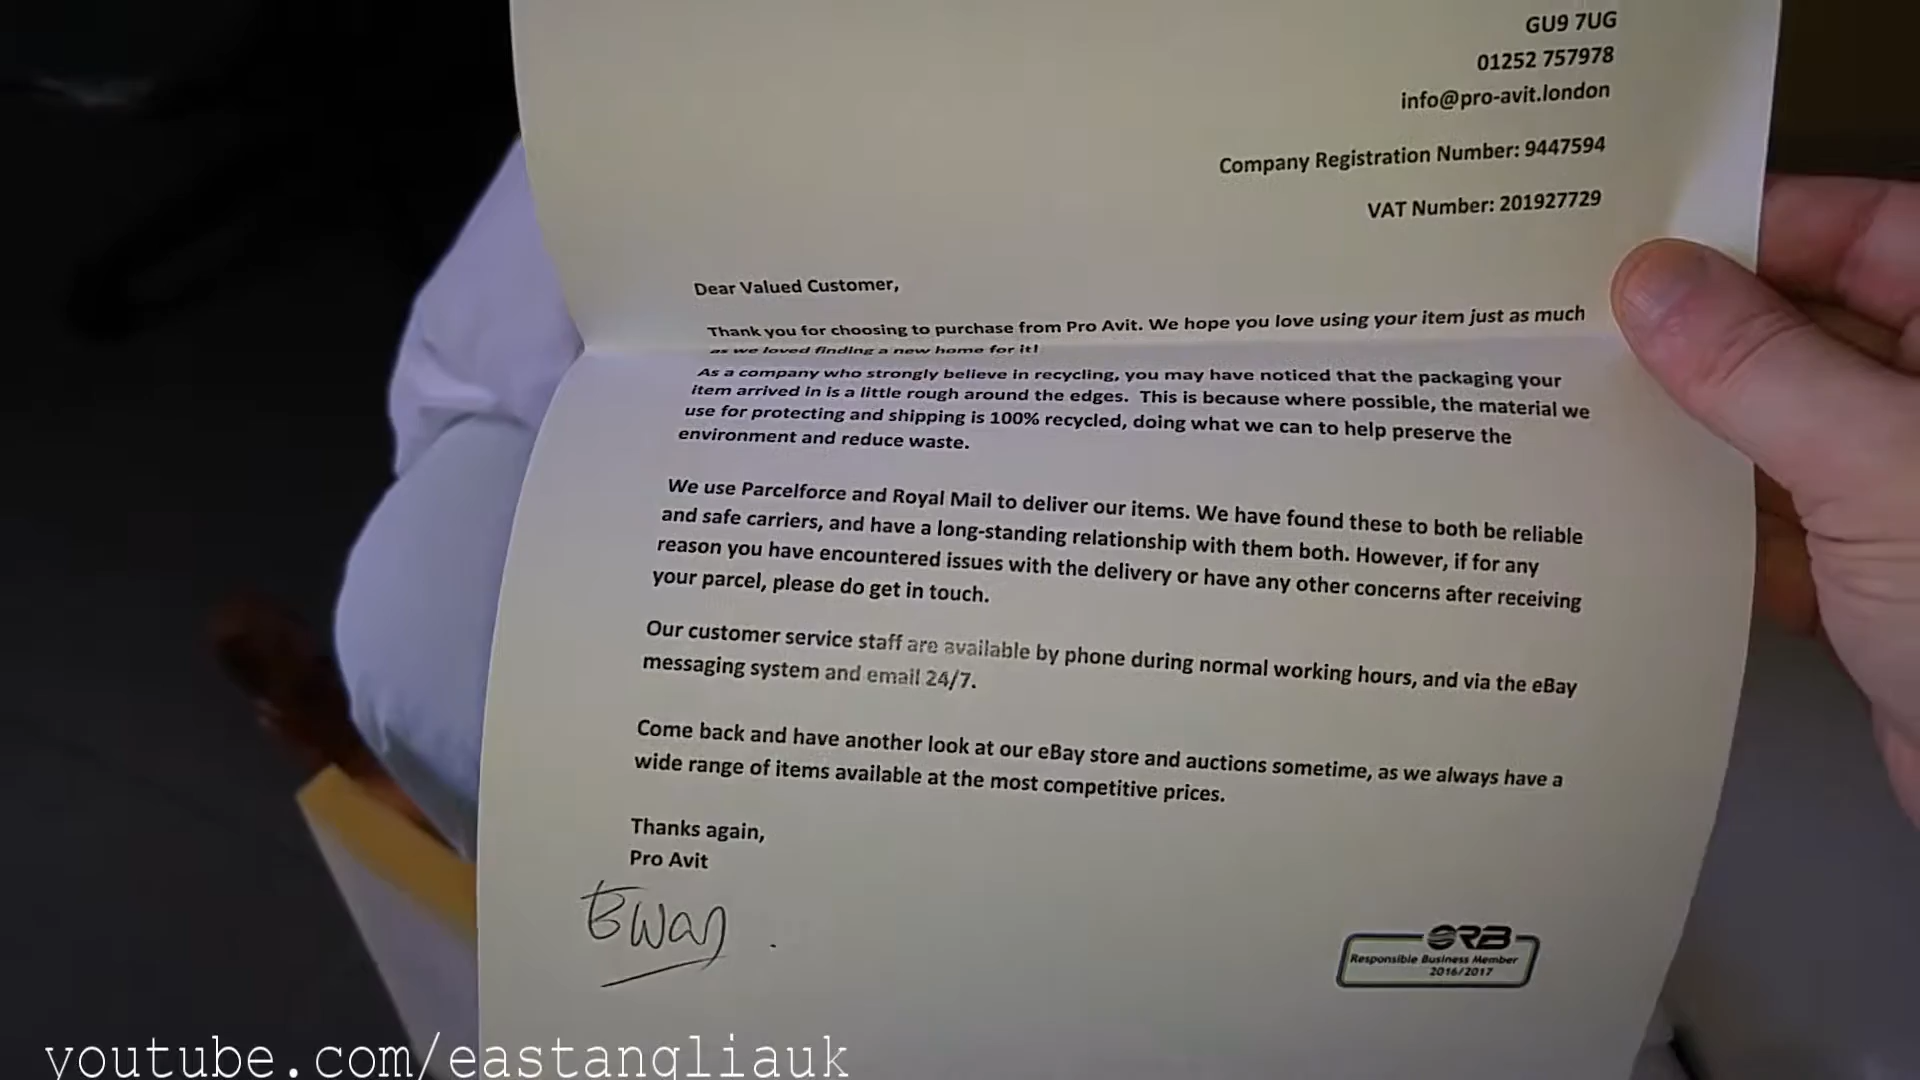 GU9 7UG
01252 757978
info@pro-avit.london
Company Registration Number: 9447594
VAT Number: 201927729
Dear Valued Customer,
Thank you for choosing to purchase from Pro Avit. We hope you love using your item just as much
as we loved finding a new home for it!
As a company who strongly believe in recycling, you may have noticed that the packaging your
item arrived in is a little rough around the edges. This is because where possible, the material we
use for protecting and shipping is 100% recycled, doing what we can to help preserve the
environment and reduce waste.
We use Parcelforce and Royal Mail to deliver our items. We have found these to both be reliable
and safe carriers, and have a long-standing relationship with them both. However, if for any
reason you have encountered issues with the delivery or have any other concerns after receiving
your parcel, please do get in touch.
Our customer service staff are available by phone during normal working hours, and via the eBay
messaging system and email 24/7.
Come back and have another look at our eBay store and auctions sometime, as we always have a
wide range of items available at the most competitive prices.
Thanks again,
Pro Avit
Ewan
ORB
Responsible Business Member
2016/2017
youtube.com/eastangliauk